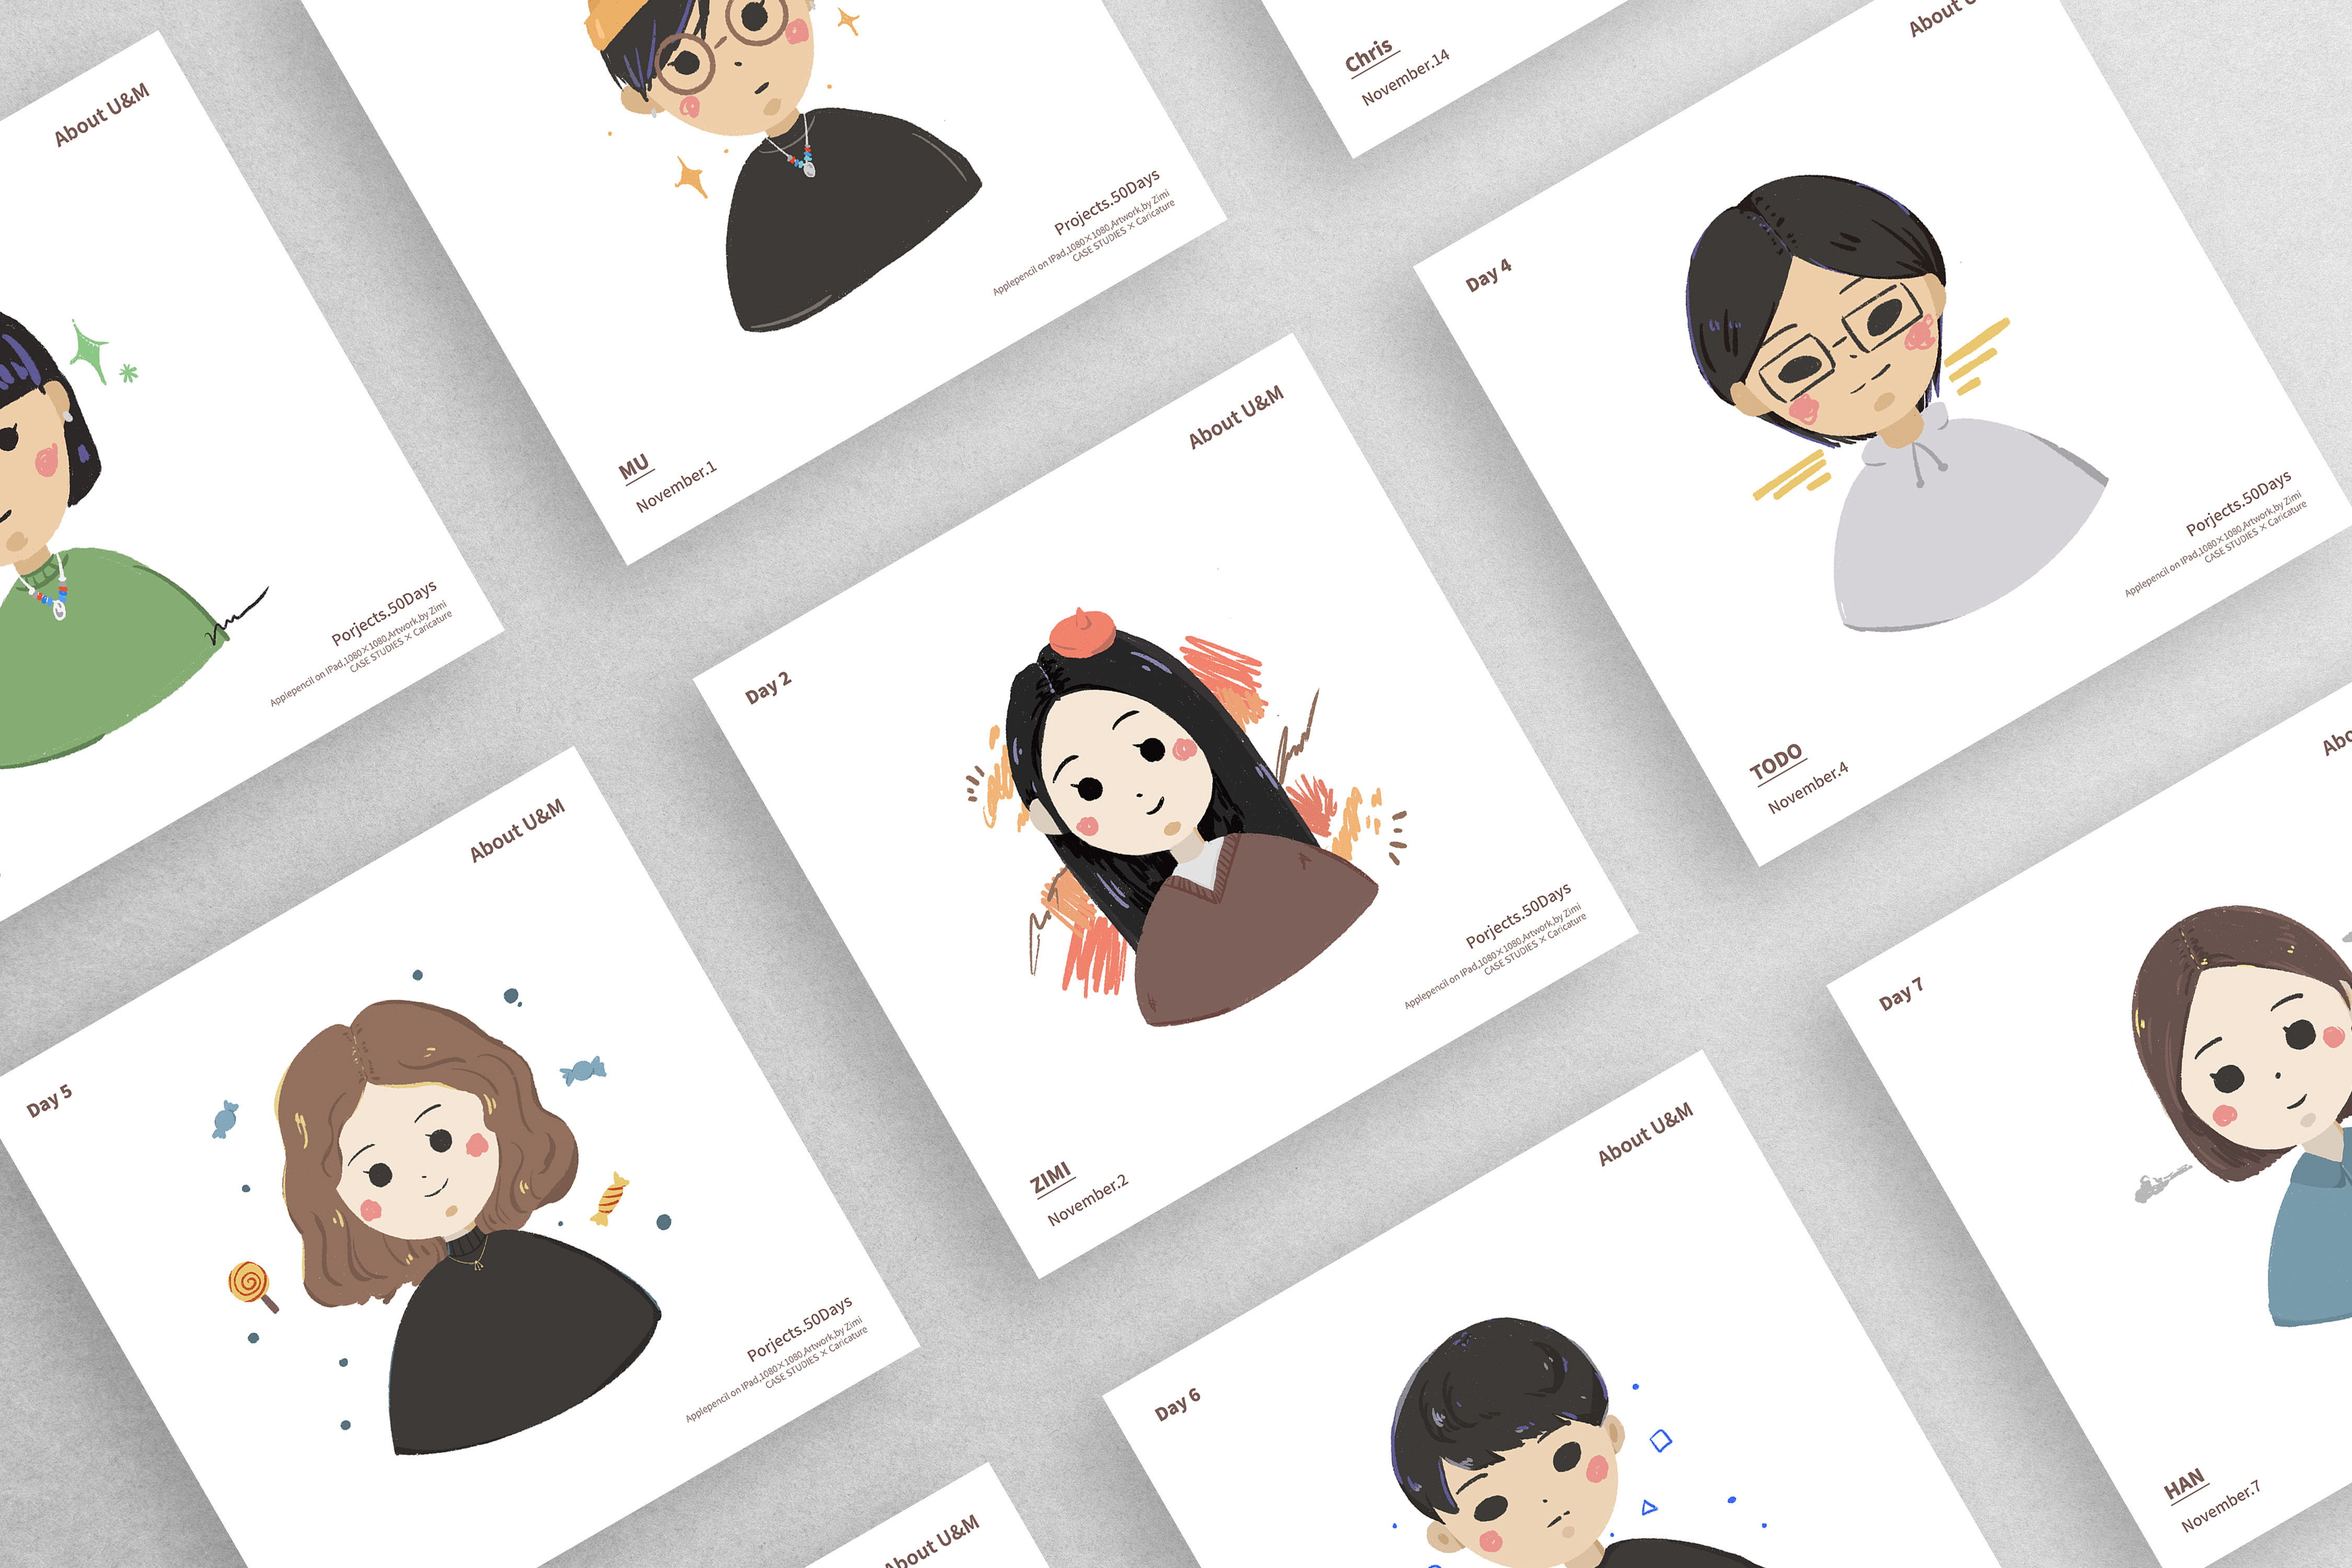 About U&M
Porjects.50Days
Applepencil on IPad,1080×1080,Artwork,by Zimi
CASE STUDIES × Caricature
Projects.50Days
Applepencil on IPad,1080×1080,Artwork,by Zimi
CASE STUDIES × Caricature
MU
November.1
Chris
November.14
About
Day 4
Porjects.50Days
Applepencil on IPad,1080×1080,Artwork,by Zimi
CASE STUDIES × Caricature
TODO
November.4
About U&M
Day 2
Porjects.50Days
Applepencil on IPad,1080×1080,Artwork,by Zimi
CASE STUDIES × Caricature
ZIMI
November.2
About U&M
Day 5
Porjects.50Days
Applepencil on IPad,1080×1080,Artwork,by Zimi
CASE STUDIES × Caricature
About U&M
Day 6
Day 7
HAN
November.7
About U&M